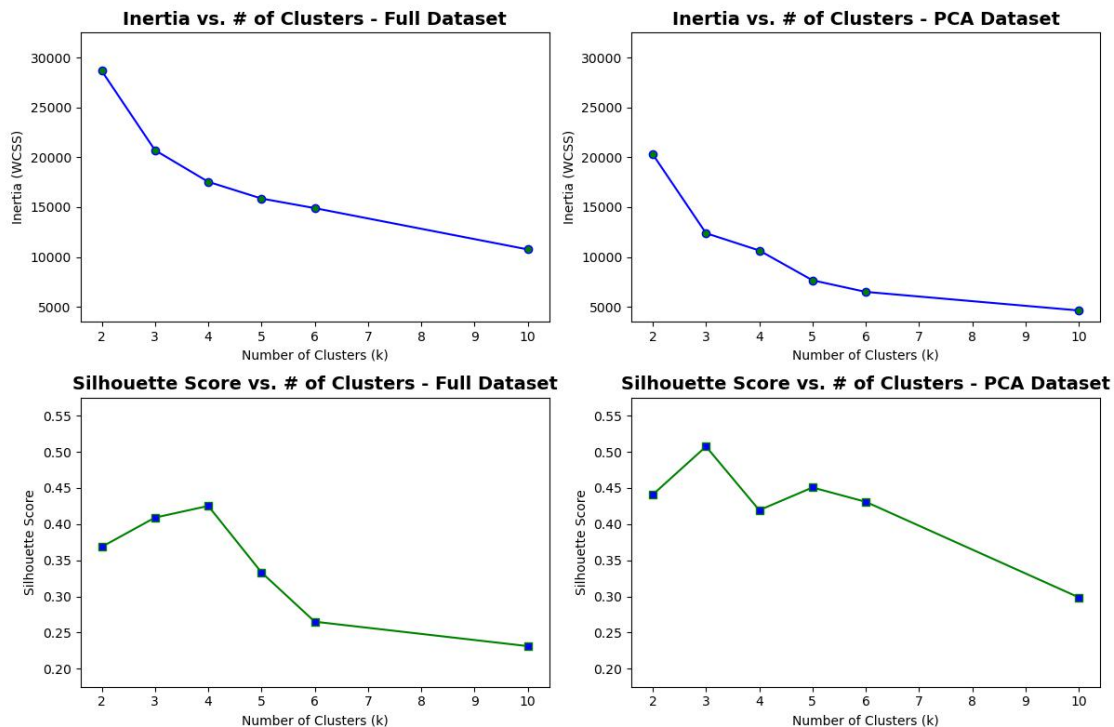 Inertia vs. # of Clusters - Full Dataset
Inertia (WCSS)
30000
25000
20000
15000
10000
5000
2 3 4 5 6 7 8 9 10
Number of Clusters (k)
Inertia vs. # of Clusters - PCA Dataset
Inertia (WCSS)
30000
25000
20000
15000
10000
5000
2 3 4 5 6 7 8 9 10
Number of Clusters (k)
Silhouette Score vs. # of Clusters - Full Dataset
Silhouette Score
0.55
0.50
0.45
0.40
0.35
0.30
0.25
0.20
2 3 4 5 6 7 8 9 10
Number of Clusters (k)
Silhouette Score vs. # of Clusters - PCA Dataset
Silhouette Score
0.55
0.50
0.45
0.40
0.35
0.30
0.25
0.20
2 3 4 5 6 7 8 9 10
Number of Clusters (k)